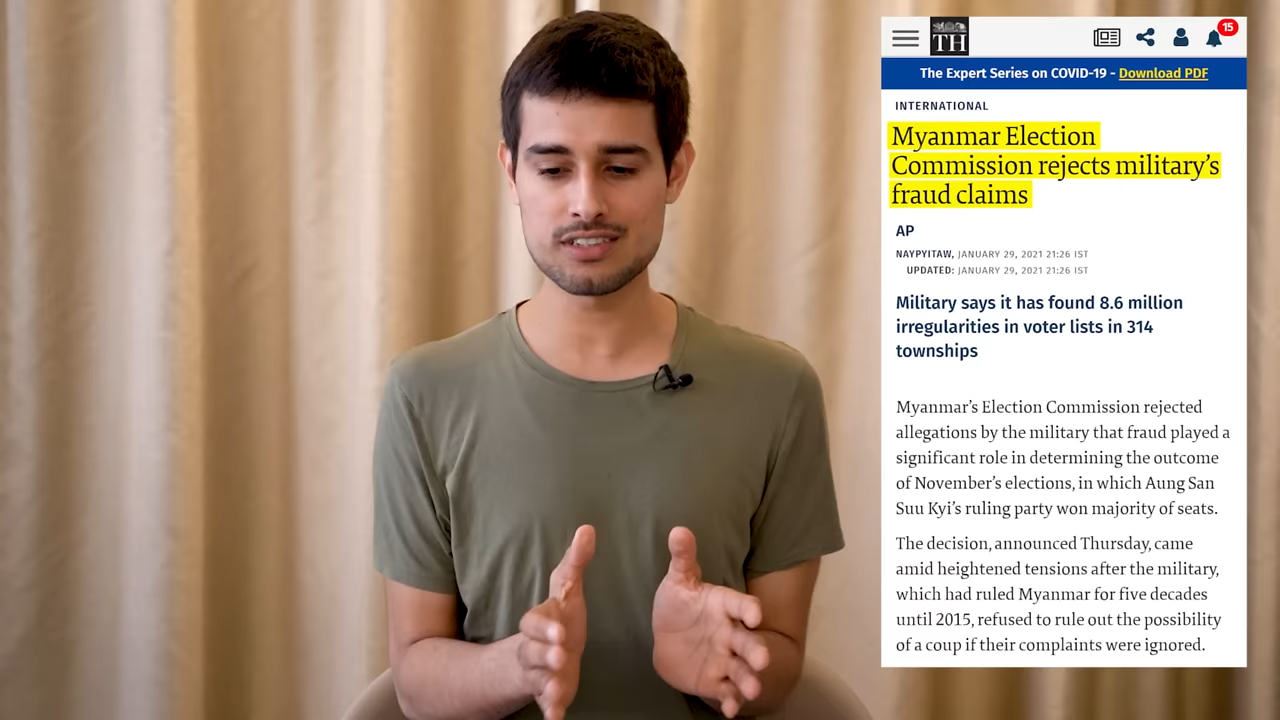 TH
15
The Expert Series on COVID-19 - Download PDF
INTERNATIONAL
Myanmar Election
Commission rejects military’s
fraud claims
AP
NAYPYITAW, JANUARY 29, 2021 21:26 IST
UPDATED: JANUARY 29, 2021 21:26 IST
Military says it has found 8.6 million
irregularities in voter lists in 314
townships
Myanmar’s Election Commission rejected
allegations by the military that fraud played a
significant role in determining the outcome
of November’s elections, in which Aung San
Suu Kyi’s ruling party won majority of seats.
The decision, announced Thursday, came
amid heightened tensions after the military,
which had ruled Myanmar for five decades
until 2015, refused to rule out the possibility
of a coup if their complaints were ignored.